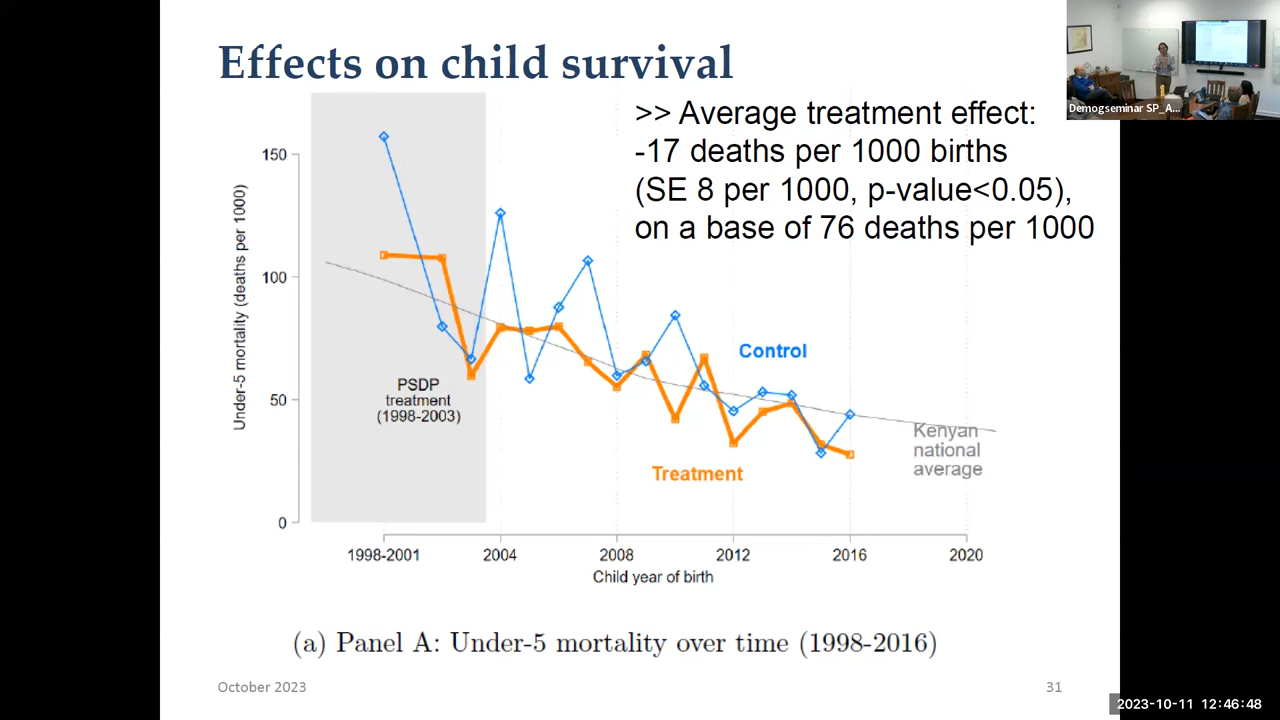 Effects on child survival
>> Average treatment effect:
-17 deaths per 1000 births
(SE 8 per 1000, p-value<0.05),
on a base of 76 deaths per 1000
Under-5 mortality (deaths per 1000)
150
100
50
0
PSDP
treatment
(1998-2003)
Control
Treatment
Kenyan
national
average
1998-2001 2004 2008 2012 2016 2020
Child year of birth
(a) Panel A: Under-5 mortality over time (1998-2016)
October 2023
31
Demogseminar SP_A...
2023-10-11 12:46:48